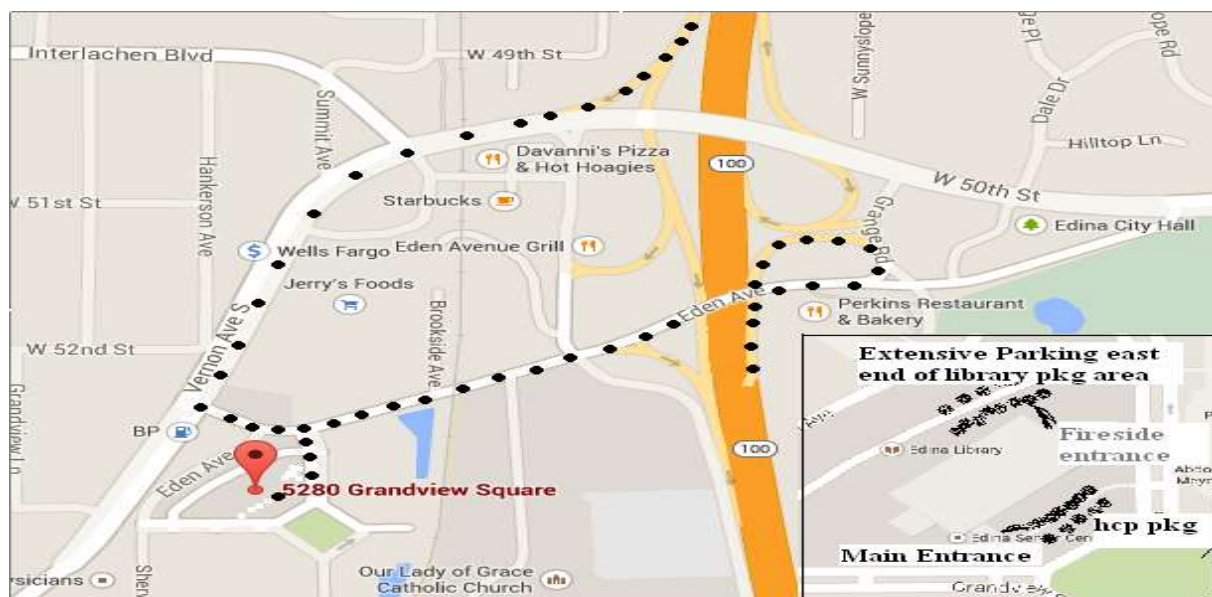 Interlachen Blvd
W 49th St
W Sunnyslope
Dale Dr
Hilltop Ln
Summit Ave
Hankerson Ave
Davanni's Pizza
& Hot Hoagies
100
W 50th St
W 51st St
Starbucks
Grange Rd
Edina City Hall
Wells Fargo
Eden Avenue Grill
Jerry's Foods
Eden Ave
Perkins Restaurant
& Bakery
Vernon Ave S
Brookside Ave
W 52nd St
Grandview Ln
BP
Eden Ave
5280 Grandview Square
100
Our Lady of Grace
Catholic Church
Extensive Parking east
end of library pkg area
Fireside
entrance
Edina Library
hcp pkg
Main Entrance